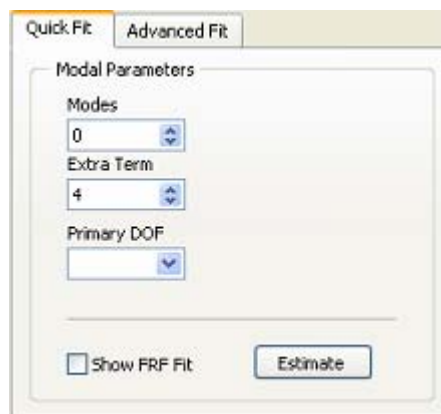 Quick Fit Advanced Fit
Modal Parameters
Modes
0
Extra Term
4
Primary DOF
Show FRF Fit Estimate